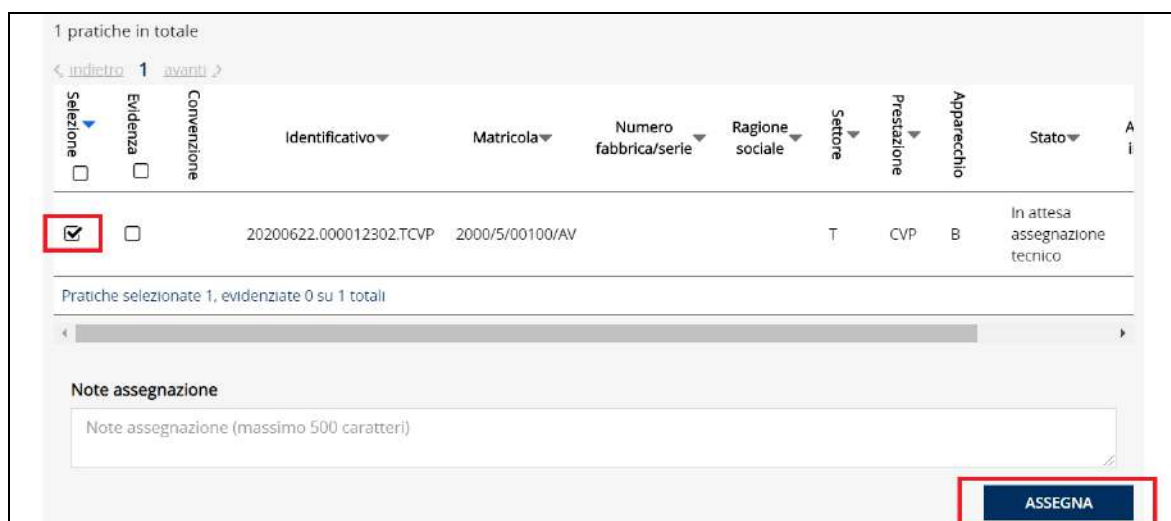 1 pratiche in totale
indietro 1 avanti
Selezione Evidenza Convenzione Identificativo Matricola Numero fabbrica/serie Ragione sociale Settore Prestazione Apparecchio Stato A i
20200622.000012302.TCVP 2000/5/00100/AV T CVP B In attesa assegnazione tecnico
Pratiche selezionate 1, evidenziate 0 su 1 totali
Note assegnazione
Note assegnazione (massimo 500 caratteri)
ASSEGNA